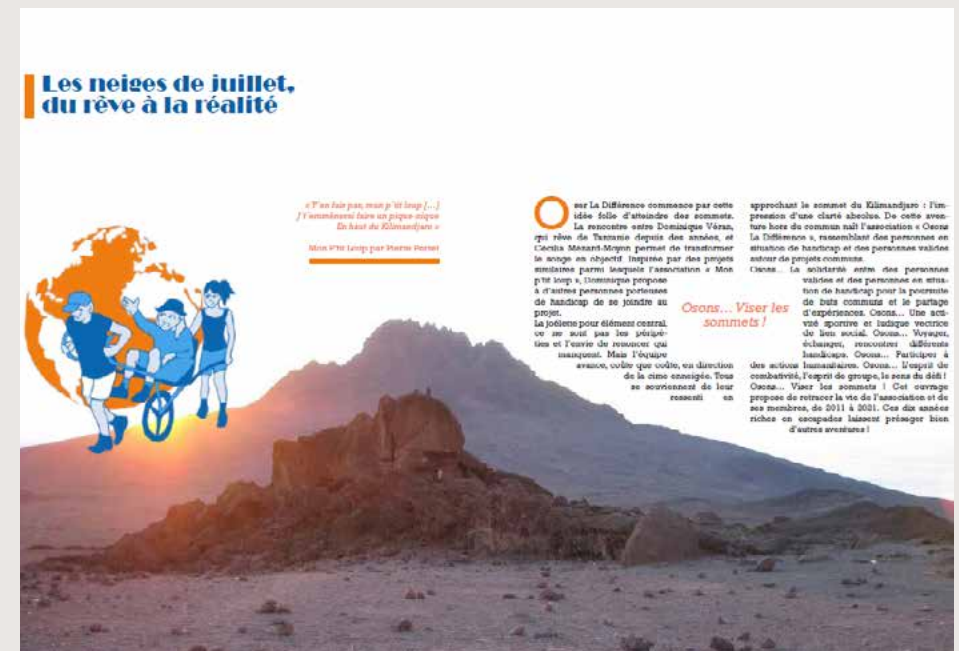 Les neiges de juillet,
du rêve à la réalité
« T'en fais pas, mon p'tit loup [...]
J't'emmènerai faire un pique-nique
En haut du Kilimandjaro »
Mon P'tit Loup par Pierre Perret
Oser La Différence commence par cette
idée folle d'atteindre des sommets.
La rencontre entre Dominique Véran,
qui rêve de Tanzanie depuis des années, et
Cécilia Ménard-Moyon permet de transformer
le songe en objectif. Inspirée par des projets
similaires parmi lesquels l'association « Mon
p'tit loup », Dominique propose
à d'autres personnes porteuses
de handicap de se joindre au
projet.
La joëlette pour élément central,
ce ne sont pas les péripé-
ties et l'envie de renoncer qui
manquent. Mais l'équipe
avance, coûte que coûte, en direction
de la cime enneigée. Tous
se souviennent de leur
ressenti en
Osons... Viser les
sommets !
approchant le sommet du Kilimandjaro : l'im-
pression d'une clarté absolue. De cette aven-
ture hors du commun naît l'association « Osons
La Différence », rassemblant des personnes en
situation de handicap et des personnes valides
autour de projets communs.
Osons... La solidarité entre des personnes
valides et des personnes en situa-
tion de handicap pour la poursuite
de buts communs et le partage
d'expériences. Osons... Une acti-
vité sportive et ludique vectrice
de lien social. Osons... Voyager,
échanger, rencontrer différents
handicaps. Osons... Participer à
des actions humanitaires. Osons... L'esprit de
combativité, l'esprit de groupe, le sens du défi !
Osons... Viser les sommets ! Cet ouvrage
propose de retracer la vie de l'association et de
ses membres, de 2011 à 2021. Ces dix années
riches en escapades laissent présager bien
d'autres aventures !